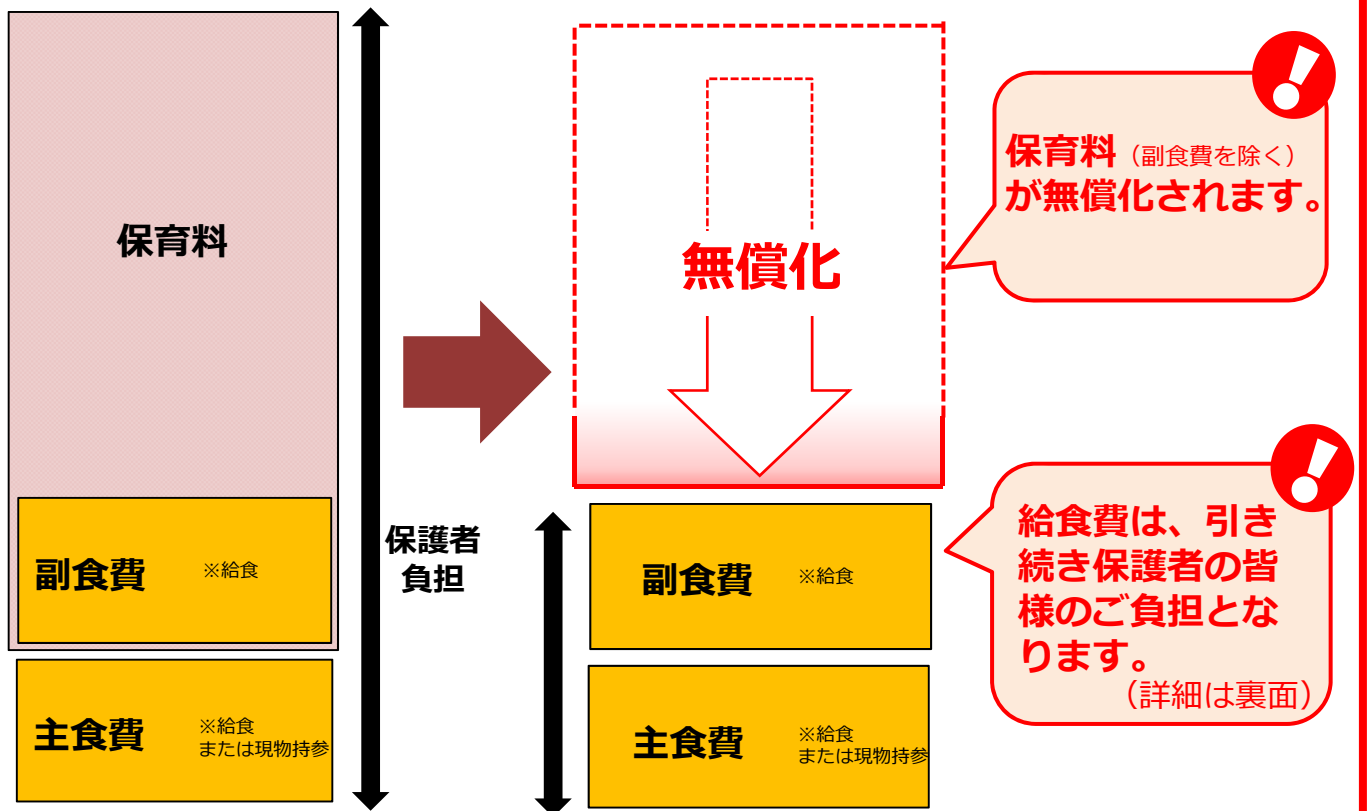 保育料
副食費 ※給食
主食費 ※給食
または現物持参
保護者
負担
無償化
副食費 ※給食
主食費 ※給食
または現物持参
保育料（副食費を除く）
が無償化されます。
給食費は、引き
続き保護者の皆
様のご負担とな
ります。
（詳細は裏面）